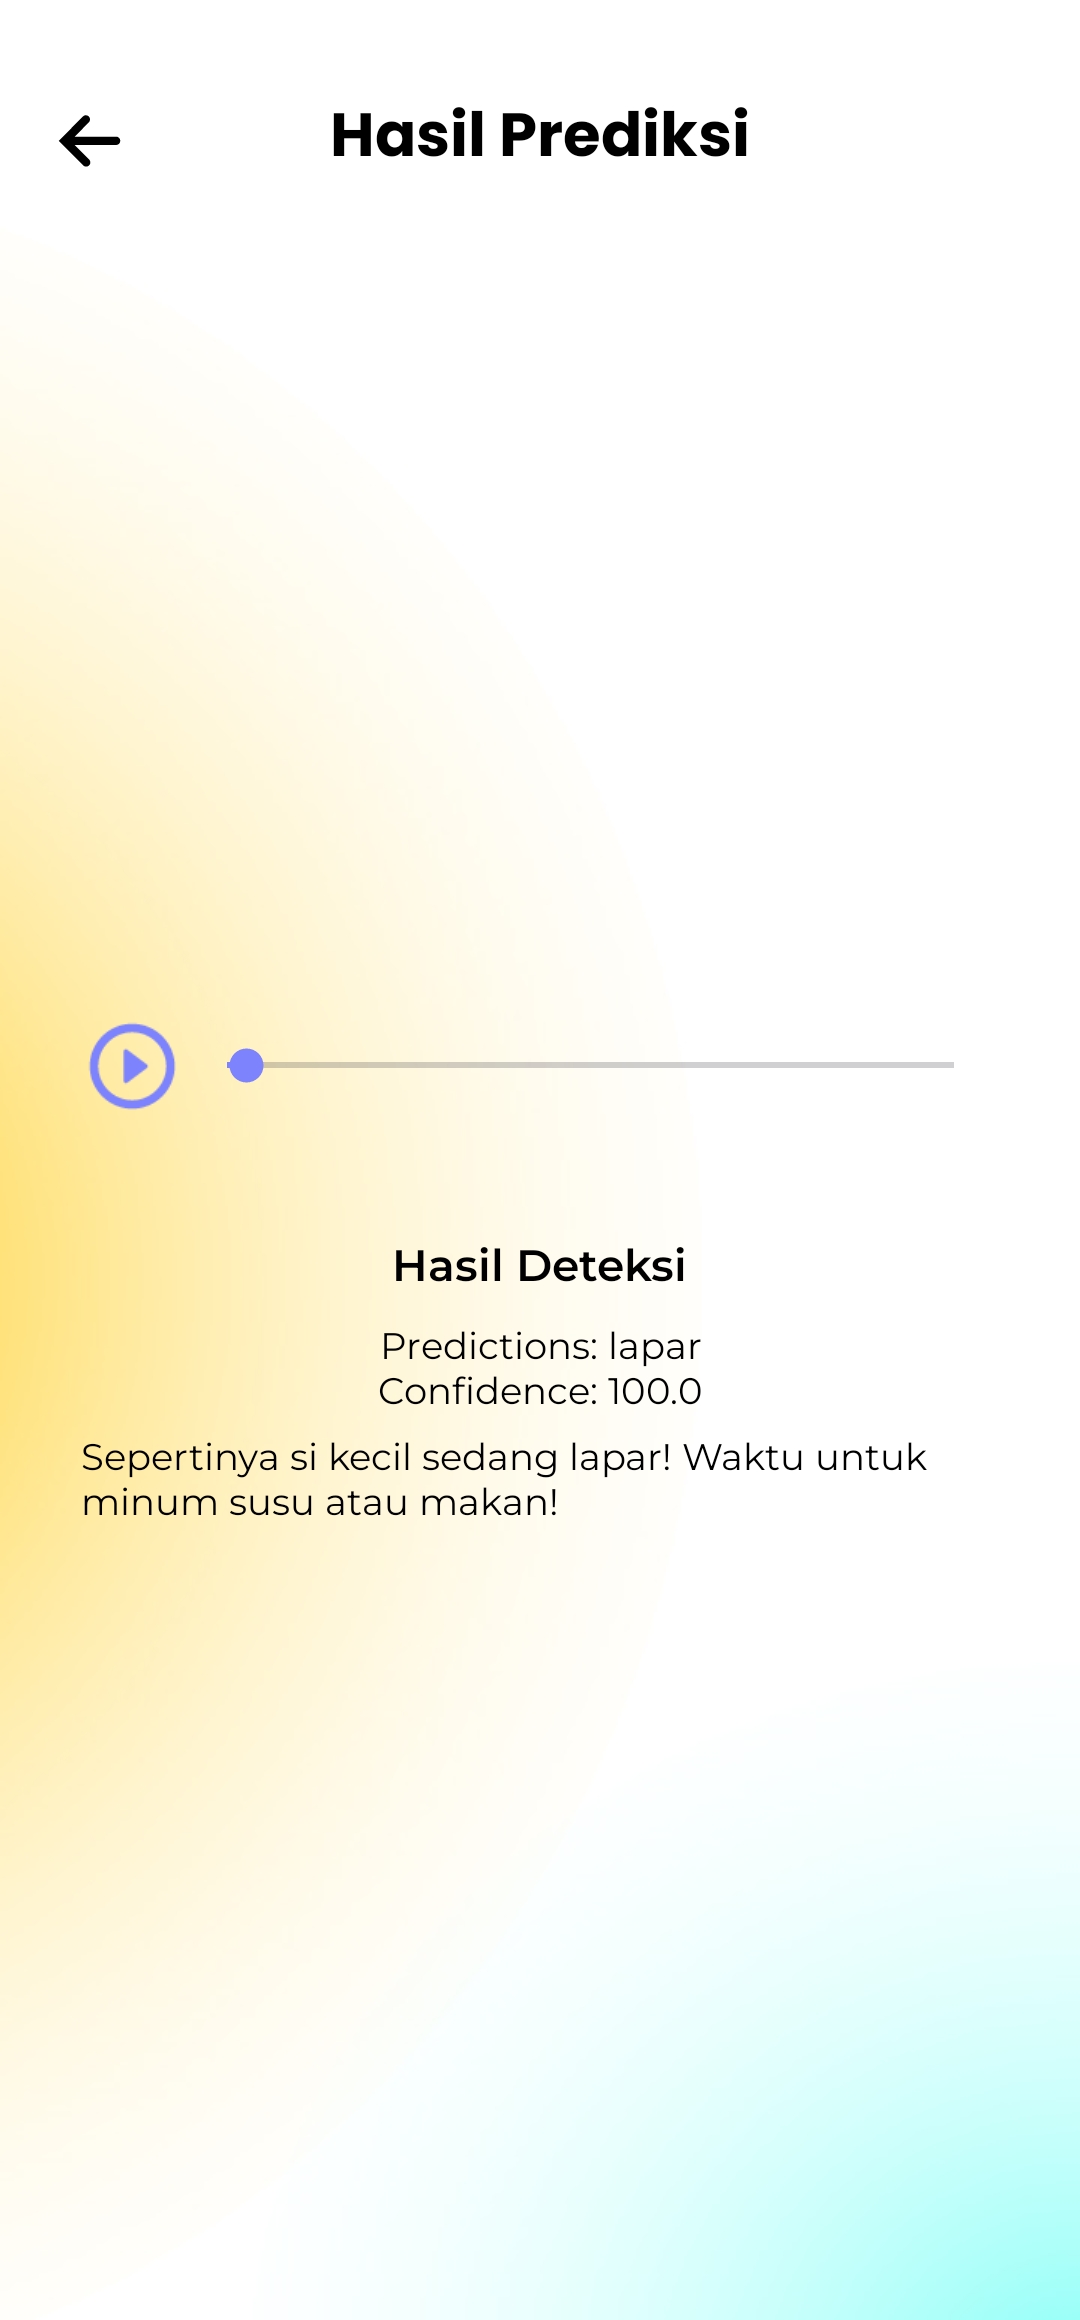 Hasil Prediksi
Hasil Deteksi
Predictions: lapar
Confidence: 100.0
Sepertinya si kecil sedang lapar! Waktu untuk
minum susu atau makan!